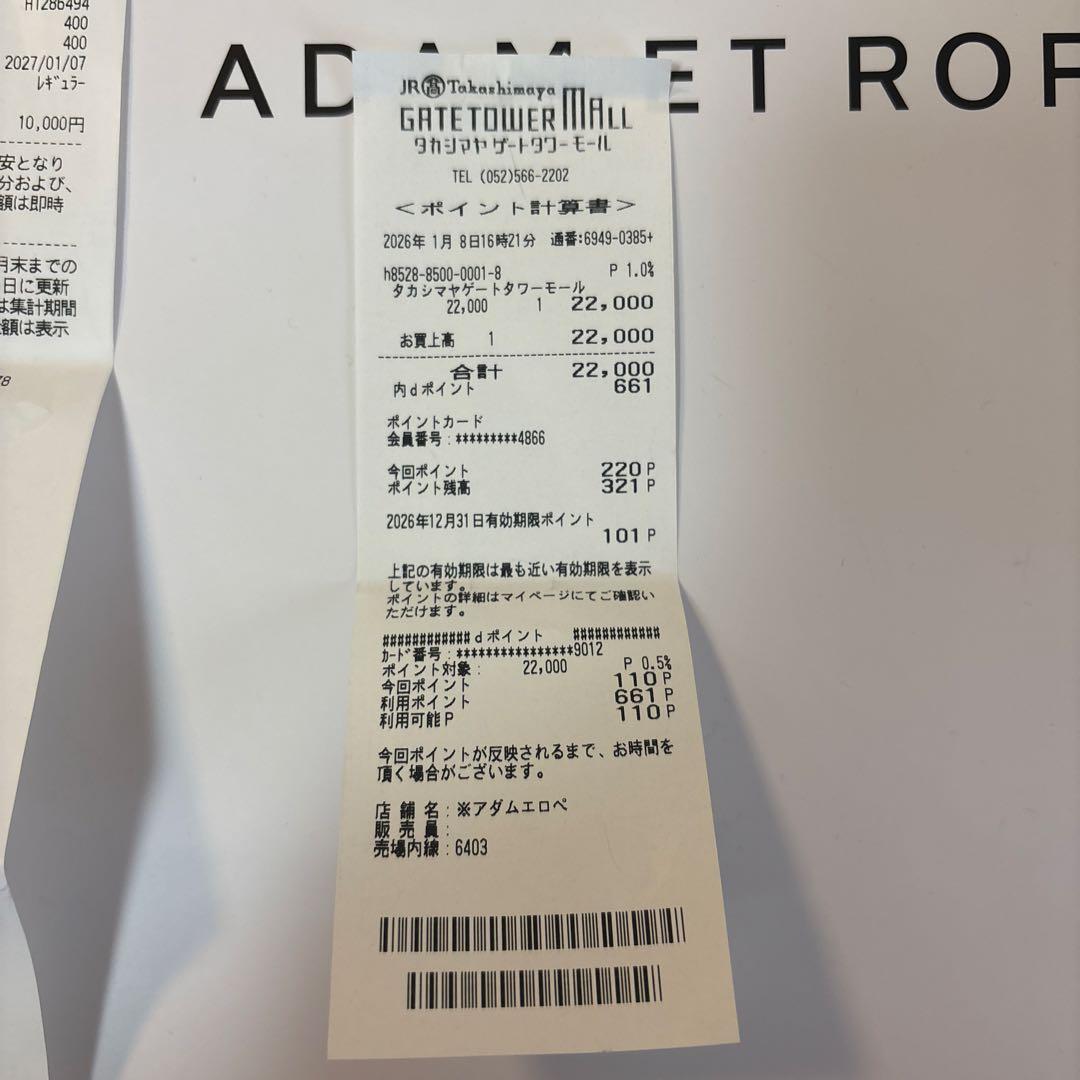 H1286494
400
400
2027/01/07
ﾚｷﾞｭﾗｰ
10,000円
安となり
分および、
額は即時
月末までの
日に更新
は集計期間
額は表示
78
ADAM ET ROP
JR髙Takashimaya
GATETOWER MALL
タカシマヤ ゲートタワーモール
TEL (052)566-2202
<ポイント計算書>
2026年 1月 8日16時21分 通番:6949-0385+
h8528-8500-0001-8 P 1.0%
タカシマヤゲートタワーモール
22,000 1 22,000
お買上高 1 22,000
合計 22,000
内dポイント 661
ポイントカード
会員番号:*********4866
今回ポイント 220P
ポイント残高 321P
2026年12月31日有効期限ポイント
101P
上記の有効期限は最も近い有効期限を表示
しています。
ポイントの詳細はマイページにてご確認い
ただけます。
############dポイント ############
ｶｰﾄﾞ番号:****************9012
ポイント対象: 22,000 P 0.5%
今回ポイント 110P
利用ポイント 661P
利用可能P 110P
今回ポイントが反映されるまで、お時間を
頂く場合がございます。
店 舗 名:※アダムエロペ
販 売 員:
売場内線:6403